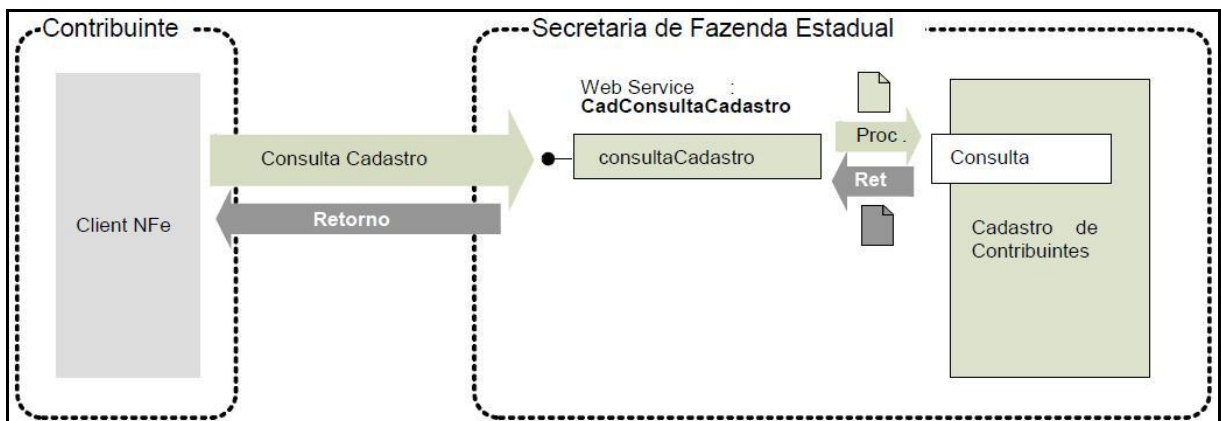 Contribuinte
Secretaria de Fazenda Estadual
Web Service :
CadConsultaCadastro
Consulta Cadastro
consultaCadastro
Proc .
Consulta
Ret
Retorno
Client NFe
Cadastro de
Contribuintes